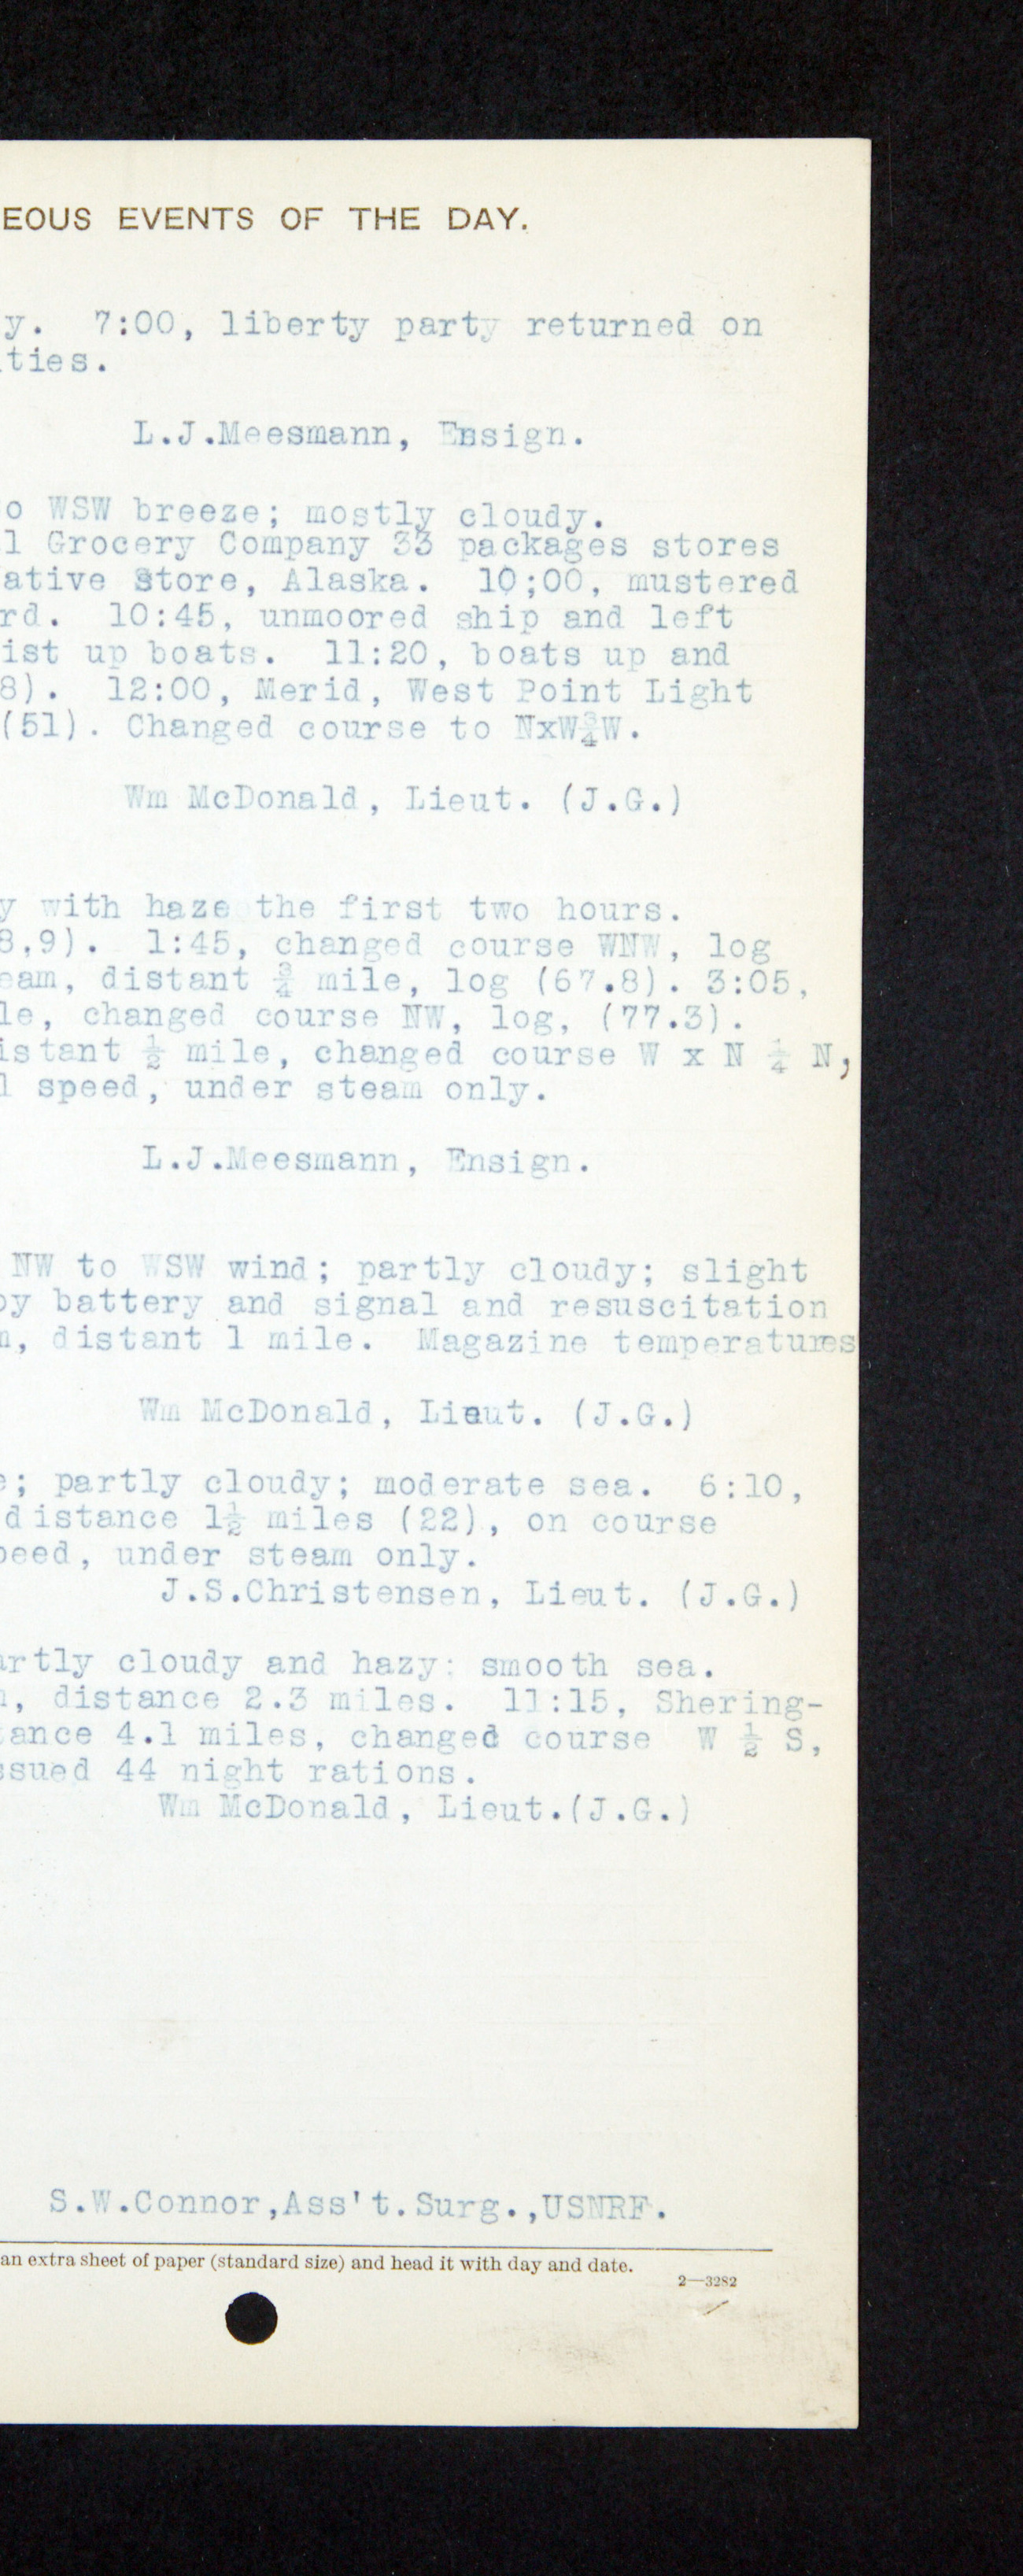 EOUS EVENTS OF THE DAY.
y. 7:00, liberty party returned on
ties.
L.J.Meesmann, Ensign.
o WSW breeze; mostly cloudy.
l Grocery Company 33 packages stores
ative Store, Alaska. 10;00, mustered
rd. 10:45, unmoored ship and left
ist up boats. 11:20, boats up and
8). 12:00, Merid, West Point Light
(51). Changed course to NxW¾W.
Wm McDonald, Lieut. (J.G.)
y with haze the first two hours.
8.9). 1:45, changed course WNW, log
eam, distant ¾ mile, log (67.8). 3:05,
le, changed course NW, log, (77.3).
istant ½ mile, changed course W x N ¼ N,
l speed, under steam only.
L.J.Meesmann, Ensign.
NW to WSW wind; partly cloudy; slight
by battery and signal and resuscitation
m, distant 1 mile. Magazine temperatures
Wm McDonald, Lieut. (J.G.)
e; partly cloudy; moderate sea. 6:10,
distance 1½ miles (22), on course
peed, under steam only.
J.S.Christensen, Lieut. (J.G.)
artly cloudy and hazy: smooth sea.
m, distance 2.3 miles. 11:15, Shering-
tance 4.1 miles, changed course W ½ S,
ssued 44 night rations.
Wm McDonald, Lieut.(J.G.)
S.W.Connor,Ass't.Surg.,USNRF.
an extra sheet of paper (standard size) and head it with day and date.
2—3282